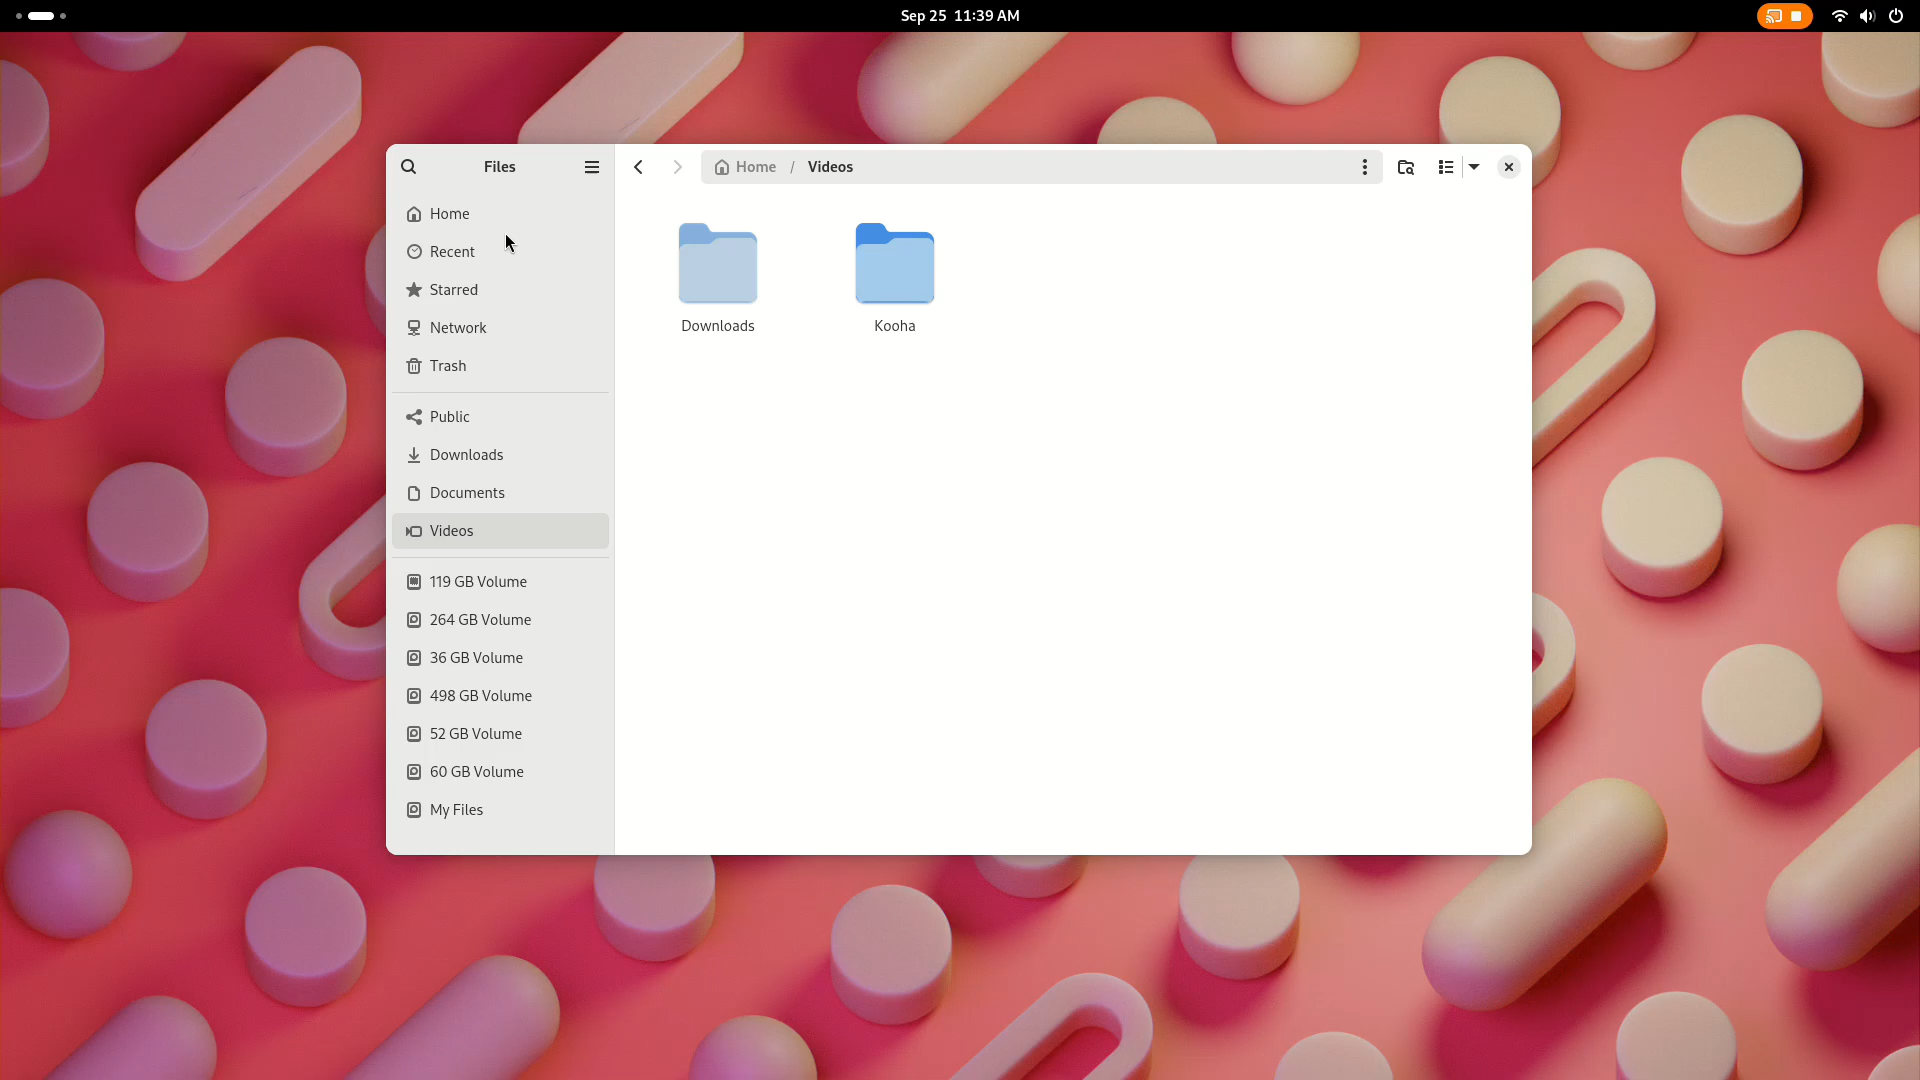 Sep 25 11:39 AM
Files
Home / Videos
Home
Recent
Starred
Network
Trash
Public
Downloads
Documents
Videos
119 GB Volume
264 GB Volume
36 GB Volume
498 GB Volume
52 GB Volume
60 GB Volume
My Files
Downloads
Kooha